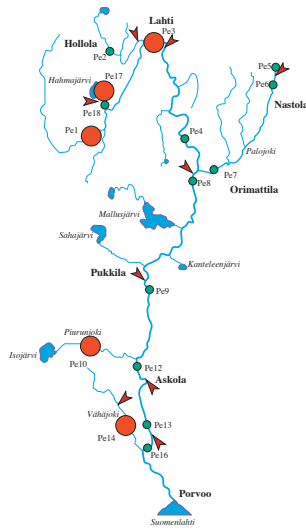 Lahti
Pe3
Hollola
Pe2
Pe17
Hahmajärvi
Pe18
Pe1
Pe5
Pe6
Nastola
Pe4
Palojoki
Pe7
Pe8
Orimattila
Mallusjärvi
Sahajärvi
Kanteleenjärvi
Pukkila
Pe9
Piurunjoki
Isojärvi
Pe10
Pe12
Askola
Vähäjoki
Pe13
Pe14
Pe16
Porvoo
Suomenlahti